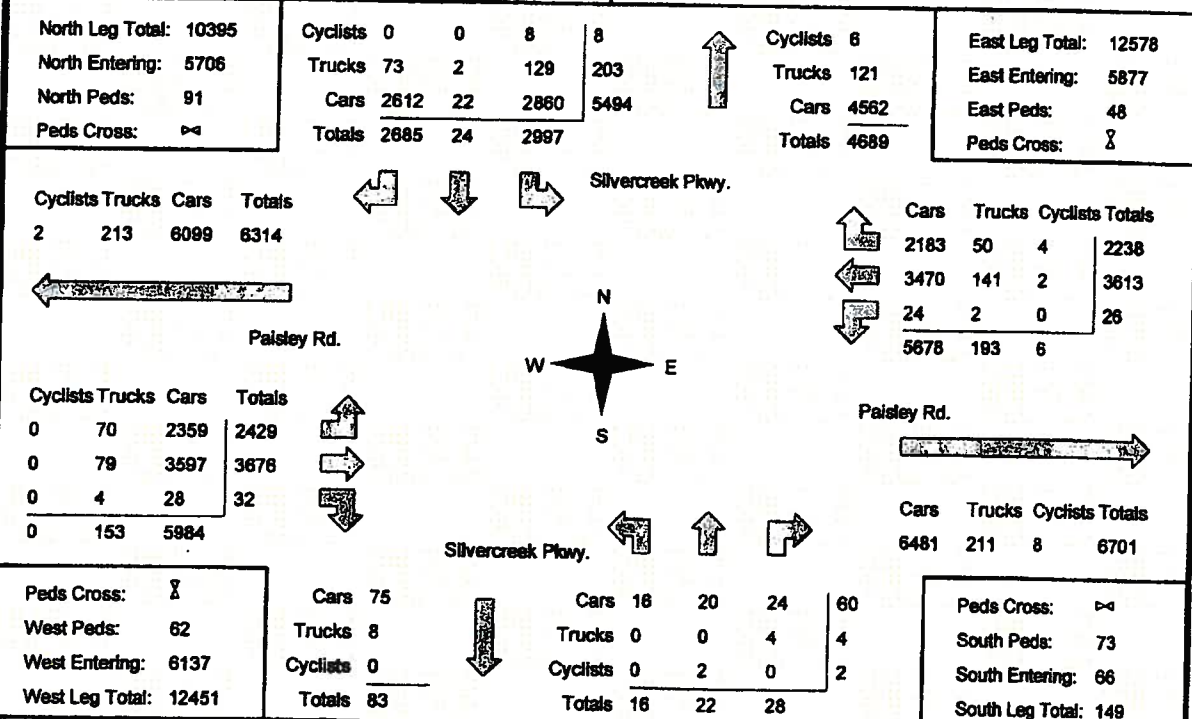 North Leg Total: 10395
North Entering: 5706
North Peds: 91
Peds Cross: ⋈
Cyclists 0 0 8 8
Trucks 73 2 129 203
Cars 2612 22 2860 5494
Totals 2685 24 2997
Cyclists 6
Trucks 121
Cars 4562
Totals 4689
East Leg Total: 12578
East Entering: 5877
East Peds: 48
Peds Cross: ⧖
Cyclists Trucks Cars Totals
2 213 6099 6314
Silvercreek Pkwy.
Cars Trucks Cyclists Totals
2183 50 4 2238
3470 141 2 3613
24 2 0 26
5678 193 6
Paisley Rd.
N
W E
S
Cyclists Trucks Cars Totals
0 70 2359 2429
0 79 3597 3676
0 4 28 32
0 153 5984
Paisley Rd.
Cars Trucks Cyclists Totals
6481 211 8 6701
Silvercreek Pkwy.
Peds Cross: ⧖
West Peds: 62
West Entering: 6137
West Leg Total: 12451
Cars 75
Trucks 8
Cyclists 0
Totals 83
Cars 16 20 24 60
Trucks 0 0 4 4
Cyclists 0 2 0 2
Totals 16 22 28
Peds Cross: ⋈
South Peds: 73
South Entering: 66
South Leg Total: 149